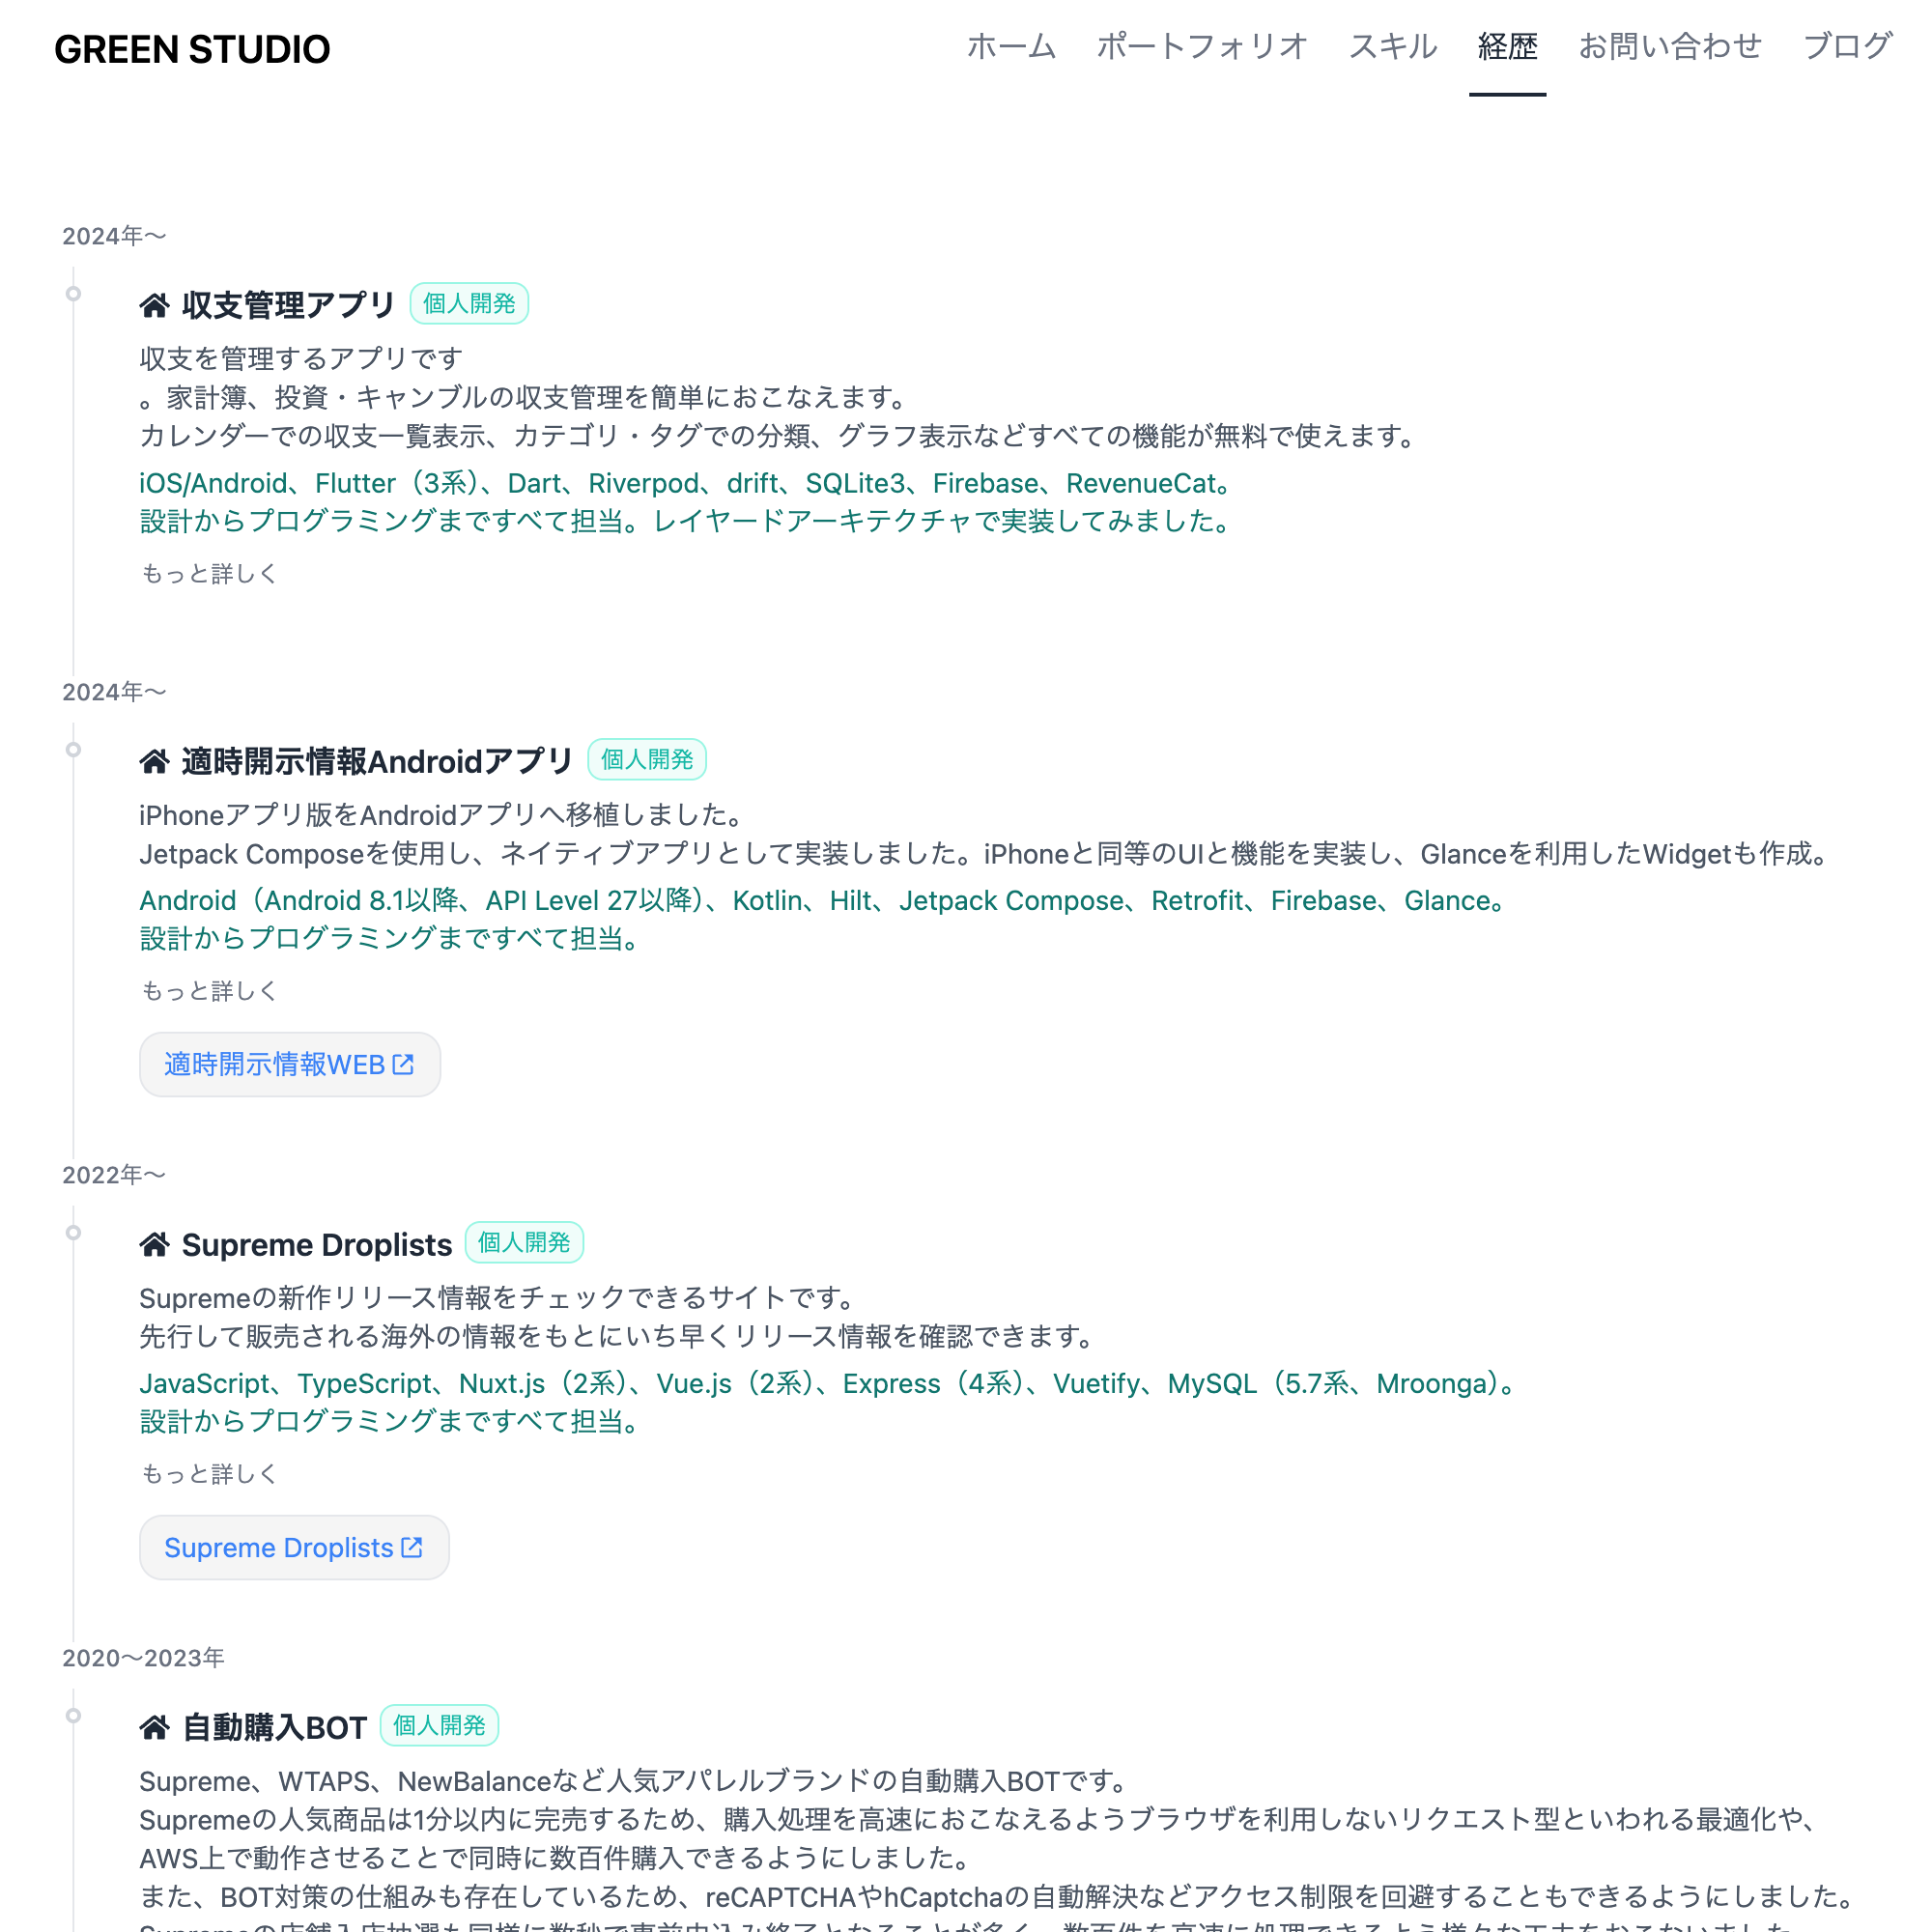 GREEN STUDIO
ホーム ポートフォリオ スキル 経歴 お問い合わせ ブログ
2024年〜
収支管理アプリ 個人開発
収支を管理するアプリです
。家計簿、投資・キャンブルの収支管理を簡単におこなえます。
カレンダーでの収支一覧表示、カテゴリ・タグでの分類、グラフ表示などすべての機能が無料で使えます。
iOS/Android、Flutter（3系）、Dart、Riverpod、drift、SQLite3、Firebase、RevenueCat。
設計からプログラミングまですべて担当。レイヤードアーキテクチャで実装してみました。
もっと詳しく
2024年〜
適時開示情報Androidアプリ 個人開発
iPhoneアプリ版をAndroidアプリへ移植しました。
Jetpack Composeを使用し、ネイティブアプリとして実装しました。iPhoneと同等のUIと機能を実装し、Glanceを利用したWidgetも作成。
Android（Android 8.1以降、API Level 27以降）、Kotlin、Hilt、Jetpack Compose、Retrofit、Firebase、Glance。
設計からプログラミングまですべて担当。
もっと詳しく
適時開示情報WEB
2022年〜
Supreme Droplists 個人開発
Supremeの新作リリース情報をチェックできるサイトです。
先行して販売される海外の情報をもとにいち早くリリース情報を確認できます。
JavaScript、TypeScript、Nuxt.js（2系）、Vue.js（2系）、Express（4系）、Vuetify、MySQL（5.7系、Mroonga）。
設計からプログラミングまですべて担当。
もっと詳しく
Supreme Droplists
2020〜2023年
自動購入BOT 個人開発
Supreme、WTAPS、NewBalanceなど人気アパレルブランドの自動購入BOTです。
Supremeの人気商品は1分以内に完売するため、購入処理を高速におこなえるようブラウザを利用しないリクエスト型といわれる最適化や、
AWS上で動作させることで同時に数百件購入できるようにしました。
また、BOT対策の仕組みも存在しているため、reCAPTCHAやhCaptchaの自動解決などアクセス制限を回避することもできるようにしました。